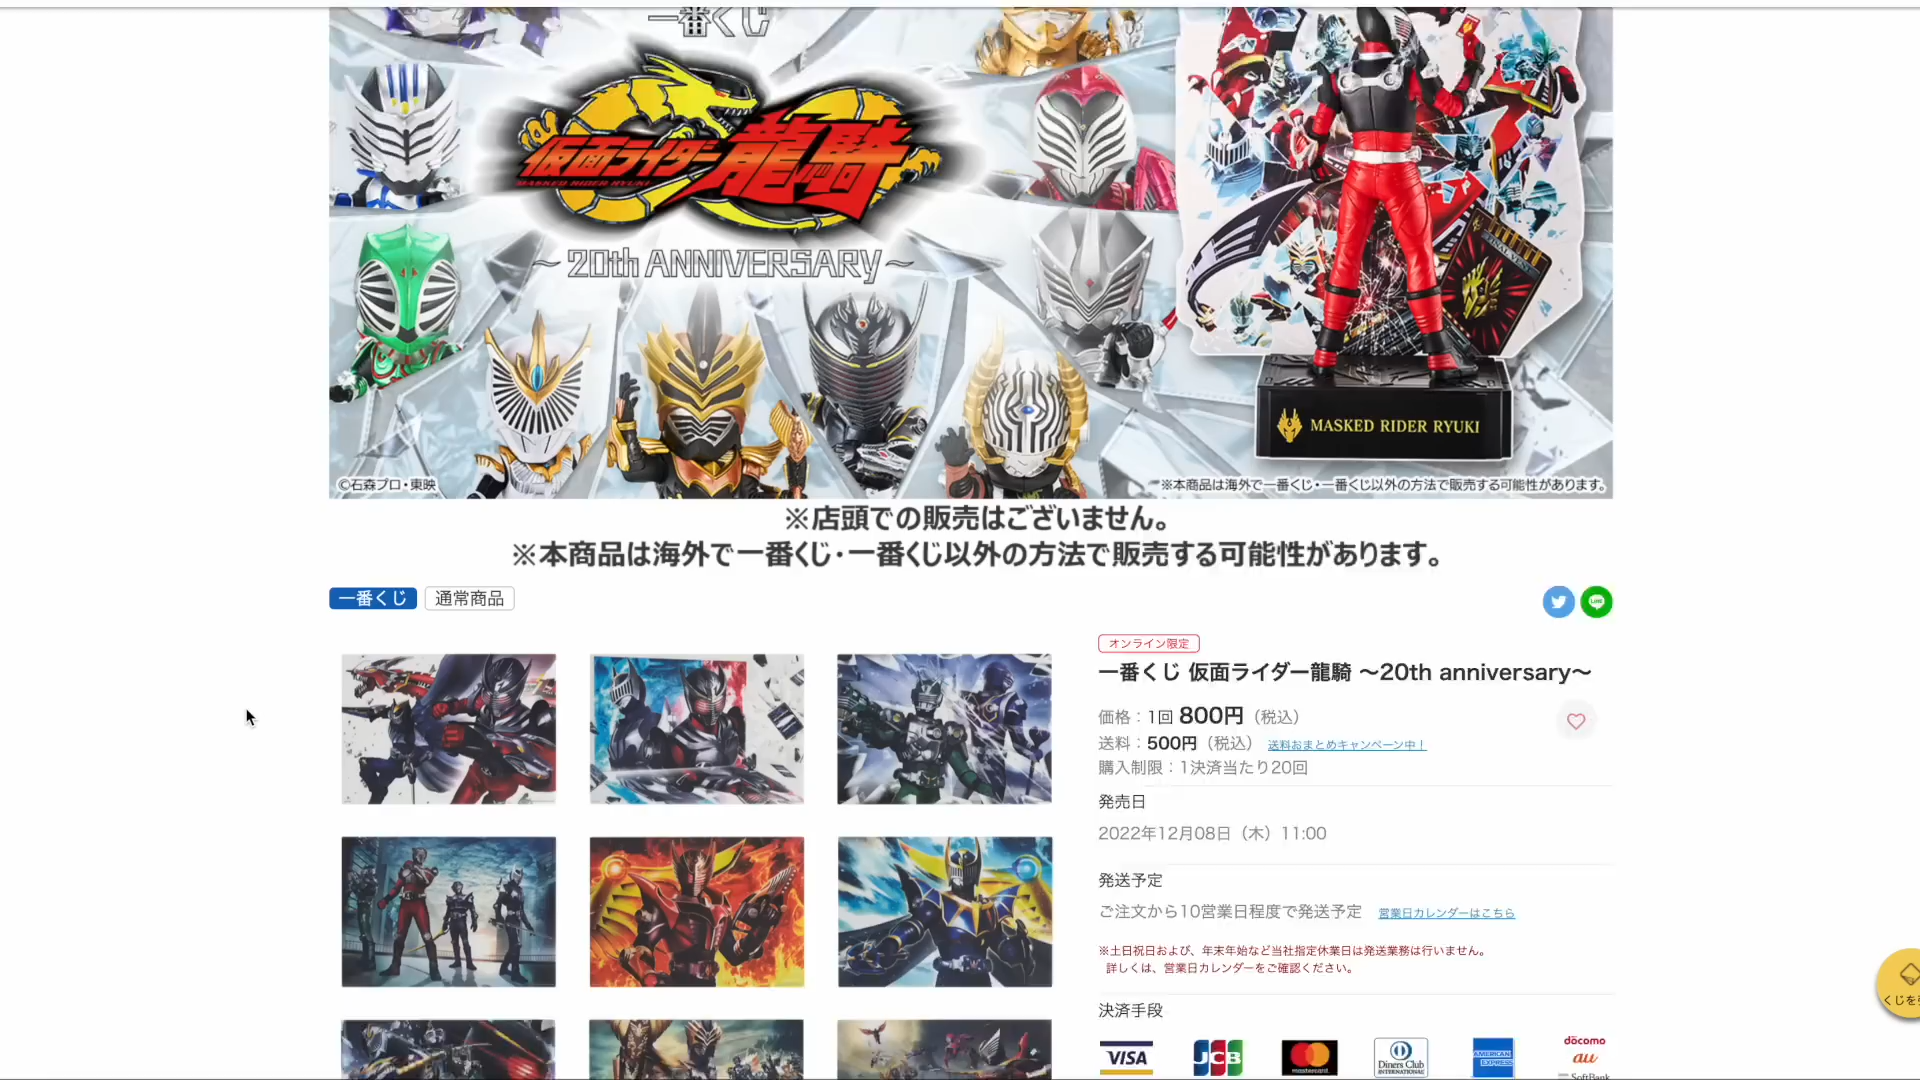 一番くじ
仮面ライダー龍騎
MASKED RIDER RYUKI
～20th ANNIVERSARY～
FINAL VENT
MASKED RIDER RYUKI
©石森プロ・東映
※本商品は海外で一番くじ・一番くじ以外の方法で販売する可能性があります。
※店頭での販売はございません。
※本商品は海外で一番くじ・一番くじ以外の方法で販売する可能性があります。
一番くじ 通常商品
LINE
オンライン限定
一番くじ 仮面ライダー龍騎 ～20th anniversary～
価格：1回 800円（税込）
送料：500円（税込） 送料おまとめキャンペーン中！
購入制限：1決済当たり20回
発売日
2022年12月08日（木）11:00
発送予定
ご注文から10営業日程度で発送予定 営業日カレンダーはこちら
※土日祝日および、年末年始など当社指定休業日は発送業務は行いません。
詳しくは、営業日カレンダーをご確認ください。
くじを
決済手段
VISA JCB mastercard Diners Club INTERNATIONAL AMERICAN EXPRESS döcomo
au
SoftBank